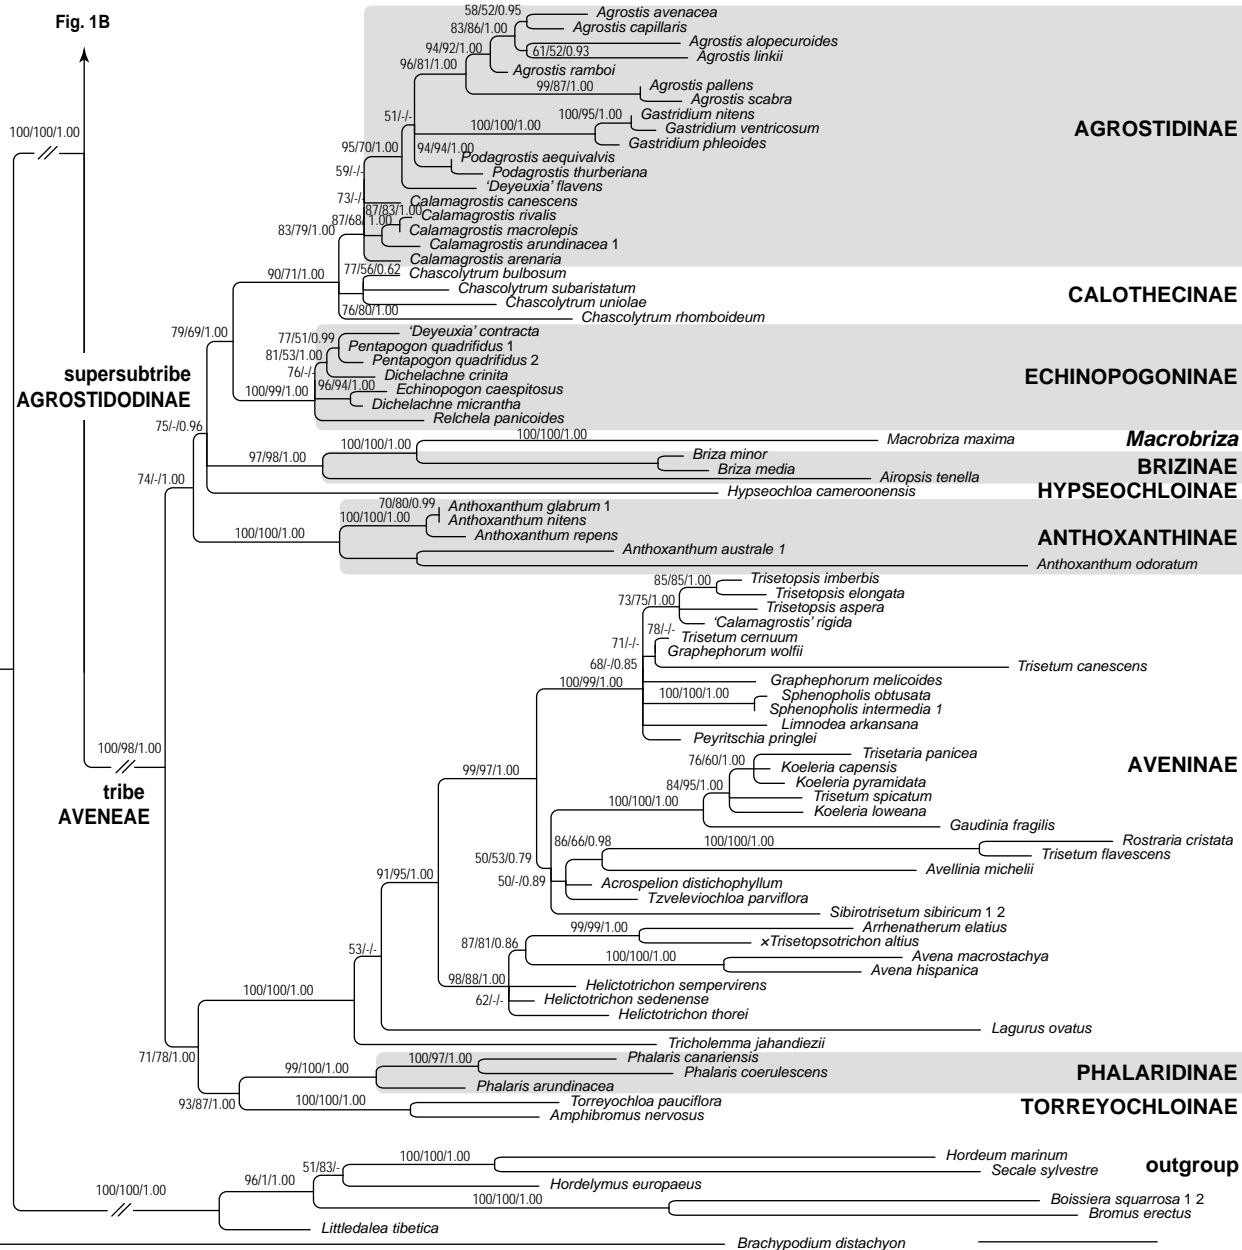 Fig. 1B
58/52/0.95
Agrostis avenacea
83/86/1.00
Agrostis capillaris
94/92/1.00
Agrostis alopecuroides
61/52/0.93
Agrostis linkii
96/81/1.00
Agrostis ramboi
99/87/1.00
Agrostis pallens
Agrostis scabra
51/-/-
100/95/1.00
Gastridium nitens
100/100/1.00
Gastridium ventricosum
Gastridium phleoides
AGROSTIDINAE
100/100/1.00
95/70/1.00
94/94/1.00
Podagrostis aequivalvis
Podagrostis thurberiana
59/-/-
'Deyeuxia' flavens
73/-/-
Calamagrostis canescens
87/83/1.00
Calamagrostis rivalis
87/68/1.00
Calamagrostis macrolepis
83/79/1.00
Calamagrostis arundinacea 1
Calamagrostis arenaria
90/71/1.00
77/56/0.62
Chascolytrum bulbosum
Chascolytrum subaristatum
CALOTHECINAE
Chascolytrum uniolae
76/80/1.00
Chascolytrum rhomboideum
79/69/1.00
'Deyeuxia' contracta
77/51/0.99
Pentapogon quadrifidus 1
81/53/1.00
Pentapogon quadrifidus 2
76/-/-
Dichelachne crinita
ECHINOPOGONINAE
96/94/1.00
Echinopogon caespitosus
100/99/1.00
Dichelachne micrantha
Relchela panicoides
supersubtribe
AGROSTIDODINAE
75/-/0.96
100/100/1.00
Macrobriza maxima
Macrobriza
100/100/1.00
97/98/1.00
Briza minor
Briza media
BRIZINAE
74/-/1.00
Airopsis tenella
Hypseochloa cameroonensis
HYPSEOCHLOINAE
70/80/0.99
Anthoxanthum glabrum 1
100/100/1.00
Anthoxanthum nitens
100/100/1.00
Anthoxanthum repens
ANTHOXANTHINAE
Anthoxanthum australe 1
Anthoxanthum odoratum
85/85/1.00
Trisetopsis imberbis
Trisetopsis elongata
73/75/1.00
Trisetopsis aspera
'Calamagrostis' rigida
78/-/-
Trisetum cernuum
71/-/-
Graphephorum wolfii
68/-/0.85
Trisetum canescens
100/99/1.00
Graphephorum melicoides
100/100/1.00
Sphenopholis obtusata
Sphenopholis intermedia 1
Limnodea arkansana
Peyritschia pringlei
100/98/1.00
tribe
AVENEAE
99/97/1.00
76/60/1.00
Trisetaria panicea
Koeleria capensis
AVENINAE
84/95/1.00
Koeleria pyramidata
100/100/1.00
Trisetum spicatum
Koeleria loweana
Gaudinia fragilis
86/66/0.98
100/100/1.00
Rostraria cristata
50/53/0.79
Trisetum flavescens
Avellinia michelii
91/95/1.00
50/-/0.89
Acrospelion distichophyllum
Tzveleviochloa parviflora
Sibirotrisetum sibiricum 1 2
99/99/1.00
Arrhenatherum elatius
87/81/0.86
×Trisetopsotrichon altius
53/-/-
100/100/1.00
Avena macrostachya
Avena hispanica
98/88/1.00
Helictotrichon sempervirens
100/100/1.00
62/-/-
Helictotrichon sedenense
Helictotrichon thorei
Lagurus ovatus
Tricholemma jahandiezii
71/78/1.00
100/97/1.00
Phalaris canariensis
99/100/1.00
Phalaris coerulescens
PHALARIDINAE
Phalaris arundinacea
93/87/1.00
100/100/1.00
Torreyochloa pauciflora
TORREYOCHLOINAE
Amphibromus nervosus
100/100/1.00
Hordeum marinum
51/83/-
Secale sylvestre
outgroup
96/1/1.00
Hordelymus europaeus
100/100/1.00
100/100/1.00
Boissiera squarrosa 1 2
Bromus erectus
Littledalea tibetica
Brachypodium distachyon